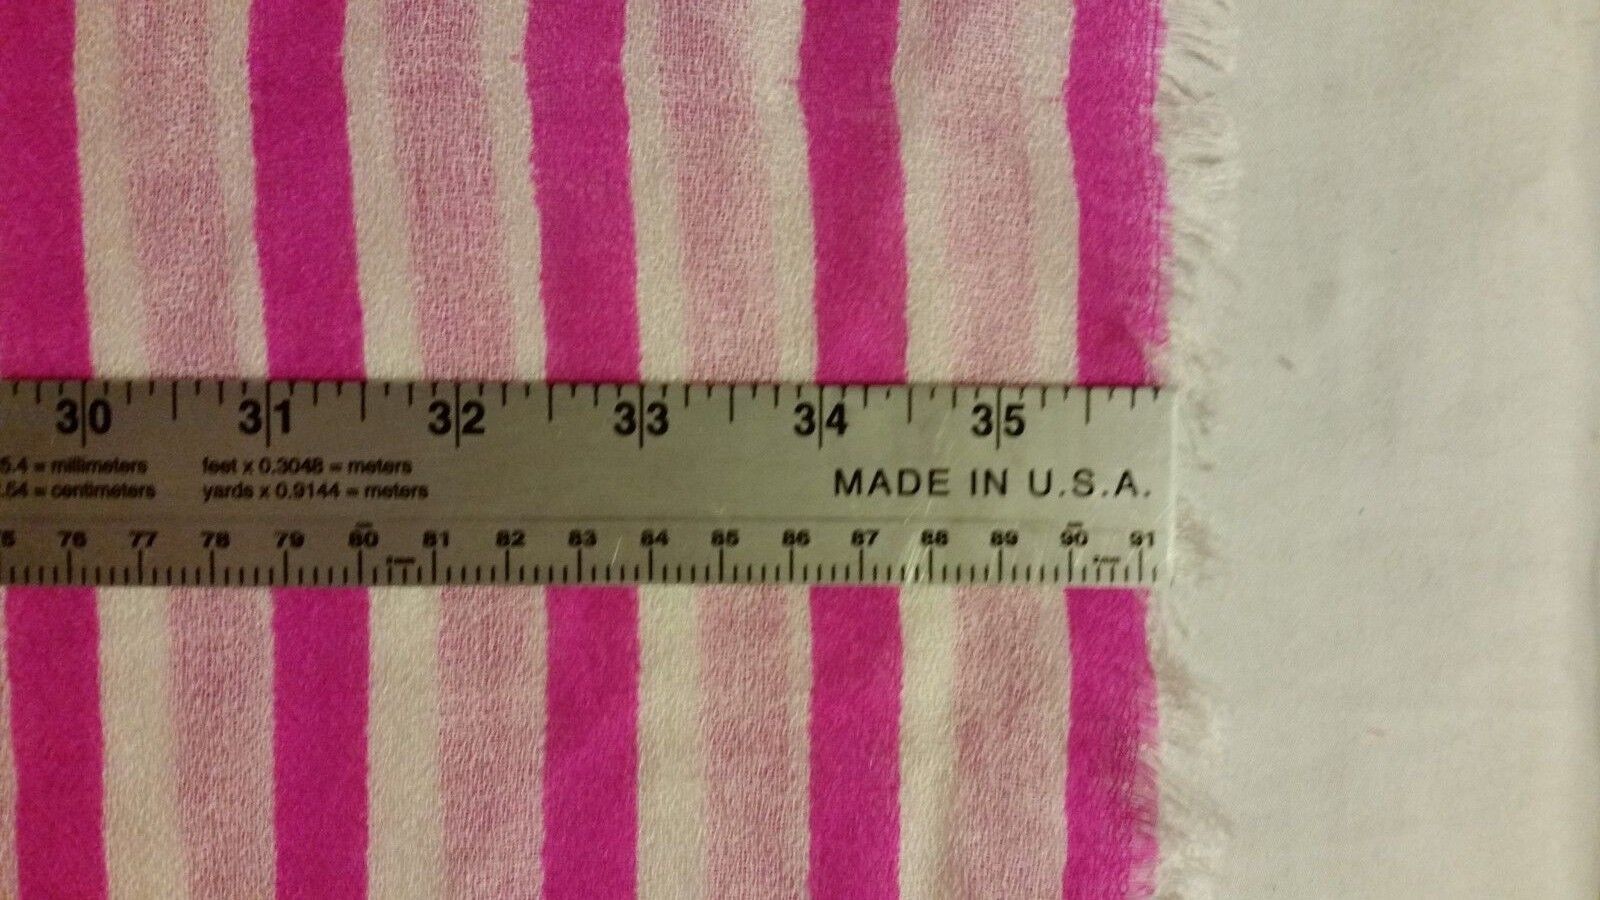 30 31 32 33 34 35
5.4 = millimeters feet x 0.3048 = meters
.54 = centimeters yards x 0.9144 = meters
MADE IN U.S.A.
76 77 78 79 80 81 82 83 84 85 86 87 88 89 90 91